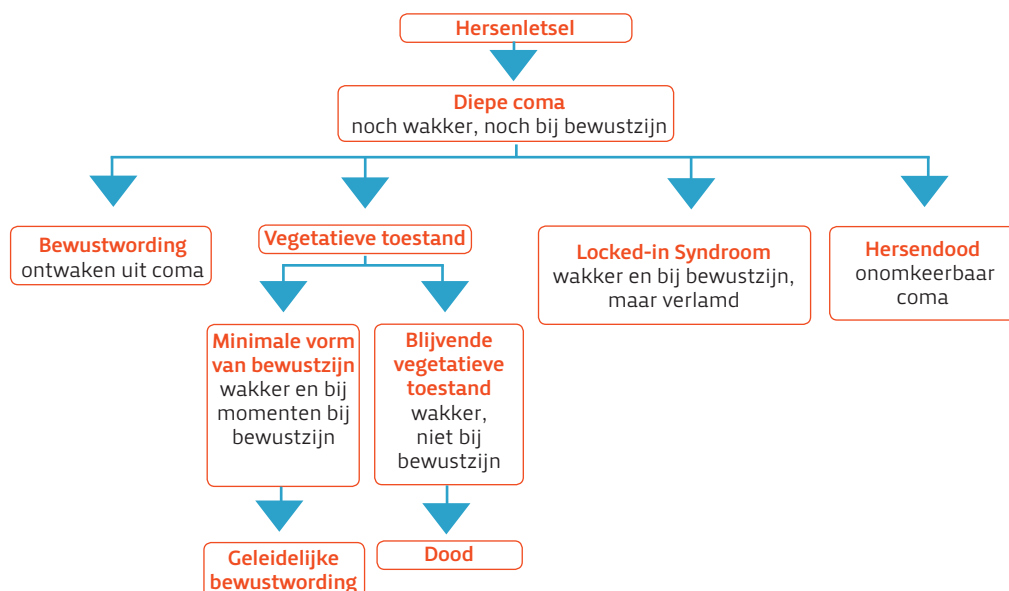 Hersenletsel
Diepe coma
noch wakker, noch bij bewustzijn
Bewustwording
ontwaken uit coma
Vegetatieve toestand
Locked-in Syndroom
wakker en bij bewustzijn,
maar verlamd
Hersendood
onomkeerbaar
coma
Minimale vorm
van bewustzijn
wakker en bij
momenten bij
bewustzijn
Blijvende
vegetatieve
toestand
wakker,
niet bij
bewustzijn
Geleidelijke
bewustwording
Dood